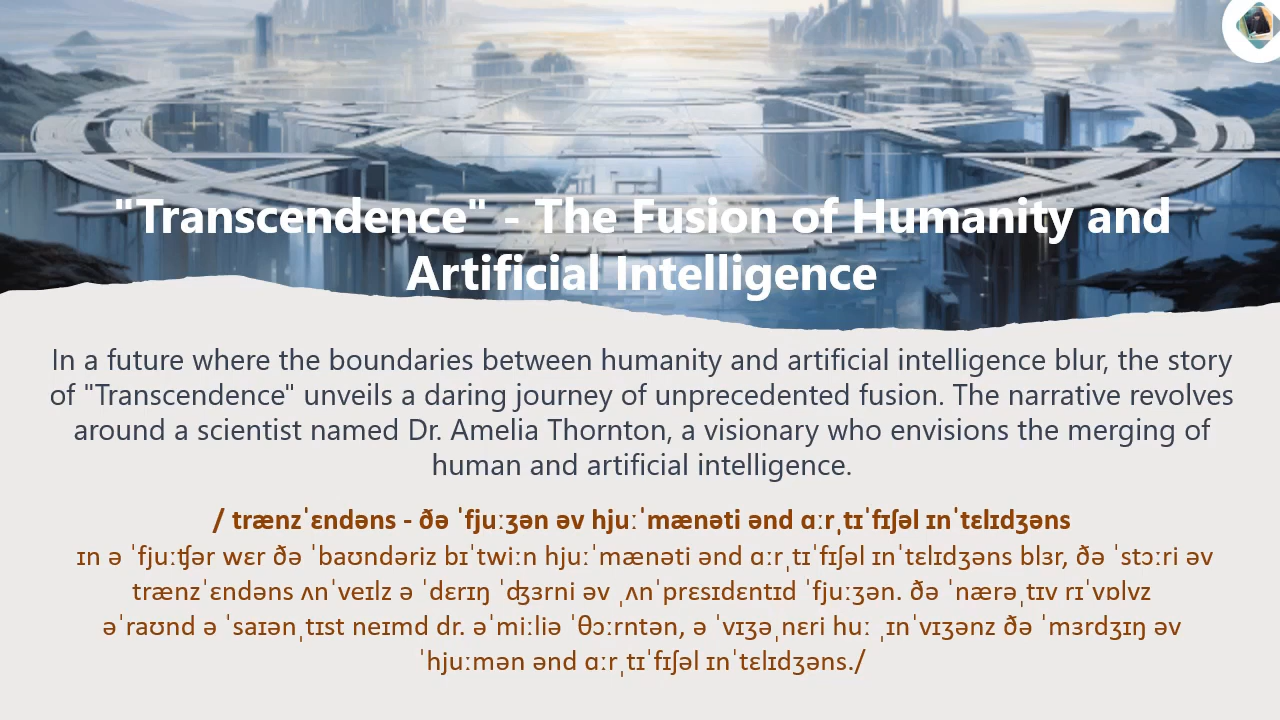 "Transcendence" - The Fusion of Humanity and
Artificial Intelligence
In a future where the boundaries between humanity and artificial intelligence blur, the story
of "Transcendence" unveils a daring journey of unprecedented fusion. The narrative revolves
around a scientist named Dr. Amelia Thornton, a visionary who envisions the merging of
human and artificial intelligence.
/ trænzˈɛndəns - ðə ˈfjuːʒən əv hjuːˈmænəti ənd ɑːrˌtɪˈfɪʃəl ɪnˈtɛlɪdʒəns
ɪn ə ˈfjuːʧər wɛr ðə ˈbaʊndəriz bɪˈtwiːn hjuːˈmænəti ənd ɑːrˌtɪˈfɪʃəl ɪnˈtɛlɪdʒəns blɜr, ðə ˈstɔːri əv
trænzˈɛndəns ʌnˈveɪlz ə ˈdɛrɪŋ ˈʤɜrni əv ˌʌnˈprɛsɪdɛntɪd ˈfjuːʒən. ðə ˈnærəˌtɪv rɪˈvɒlvz
əˈraʊnd ə ˈsaɪənˌtɪst neɪmd dr. əˈmiːliə ˈθɔːrntən, ə ˈvɪʒəˌnɛri huː ˌɪnˈvɪʒənz ðə ˈmɜrdʒɪŋ əv
ˈhjuːmən ənd ɑːrˌtɪˈfɪʃəl ɪnˈtɛlɪdʒəns./